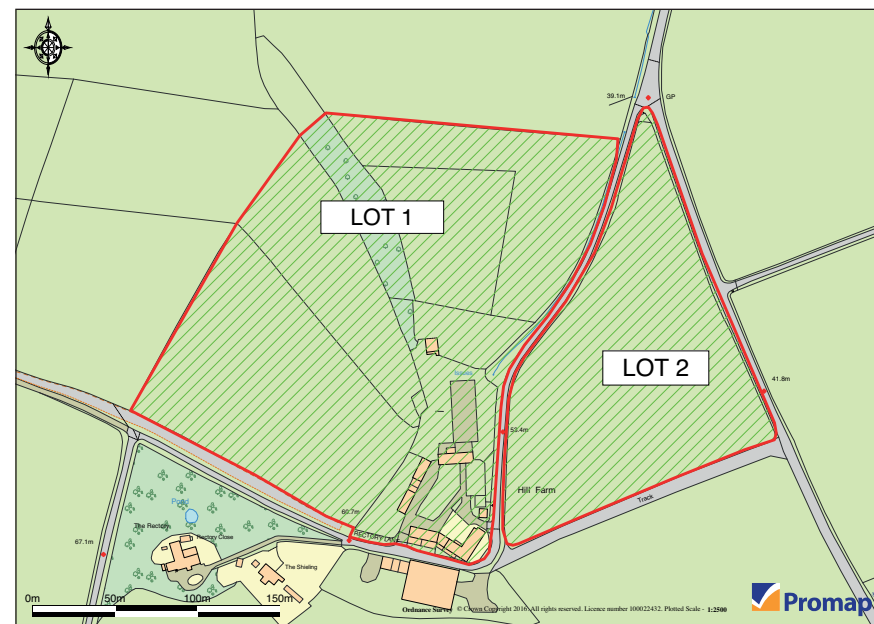 39.1m
GP
LOT 1
LOT 2
Issues
41.8m
53.4m
Hill Farm
Track
Pond
60.7m
The Rectory
Rectory Close
RECTORY LANE
67.1m
The Shieling
0m 50m 100m 150m
Ordnance Survey © Crown Copyright 2016. All rights reserved. Licence number 100022432. Plotted Scale - 1:2500
Promap